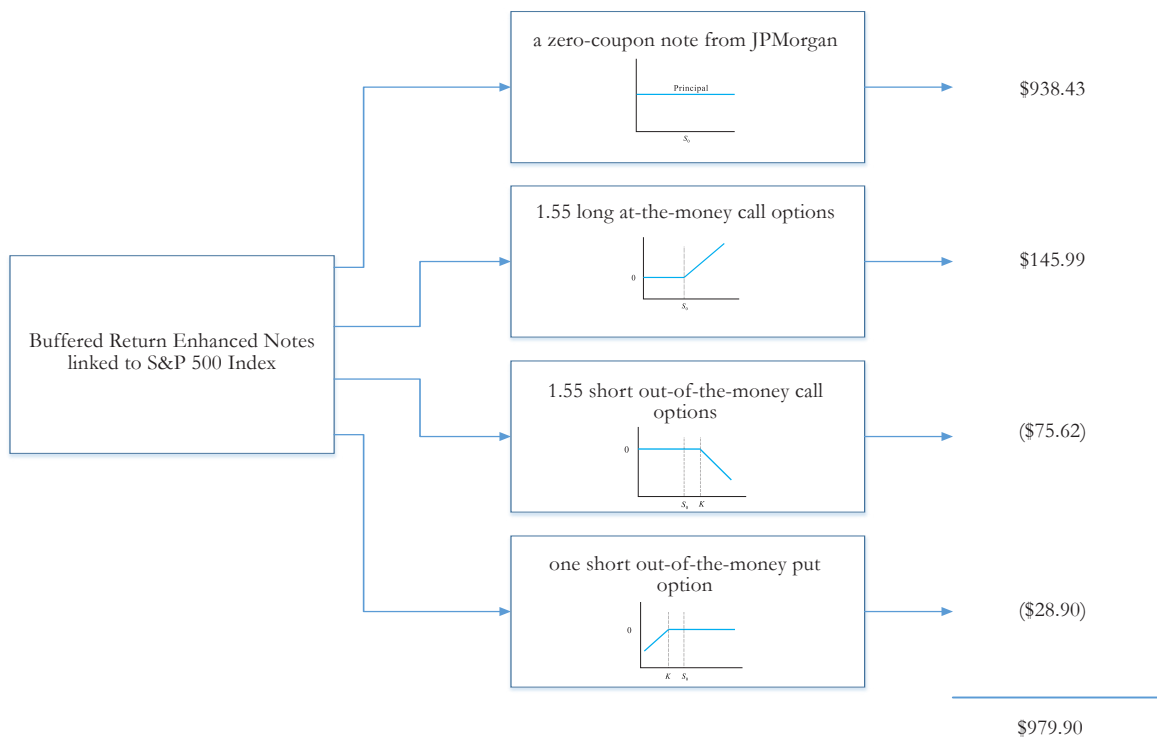 a zero-coupon note from JPMorgan
Principal
S₀
$938.43
1.55 long at-the-money call options
0
S₀
$145.99
Buffered Return Enhanced Notes
linked to S&P 500 Index
1.55 short out-of-the-money call
options
0
S₀ K
($75.62)
one short out-of-the-money put
option
0
K S₀
($28.90)
$979.90